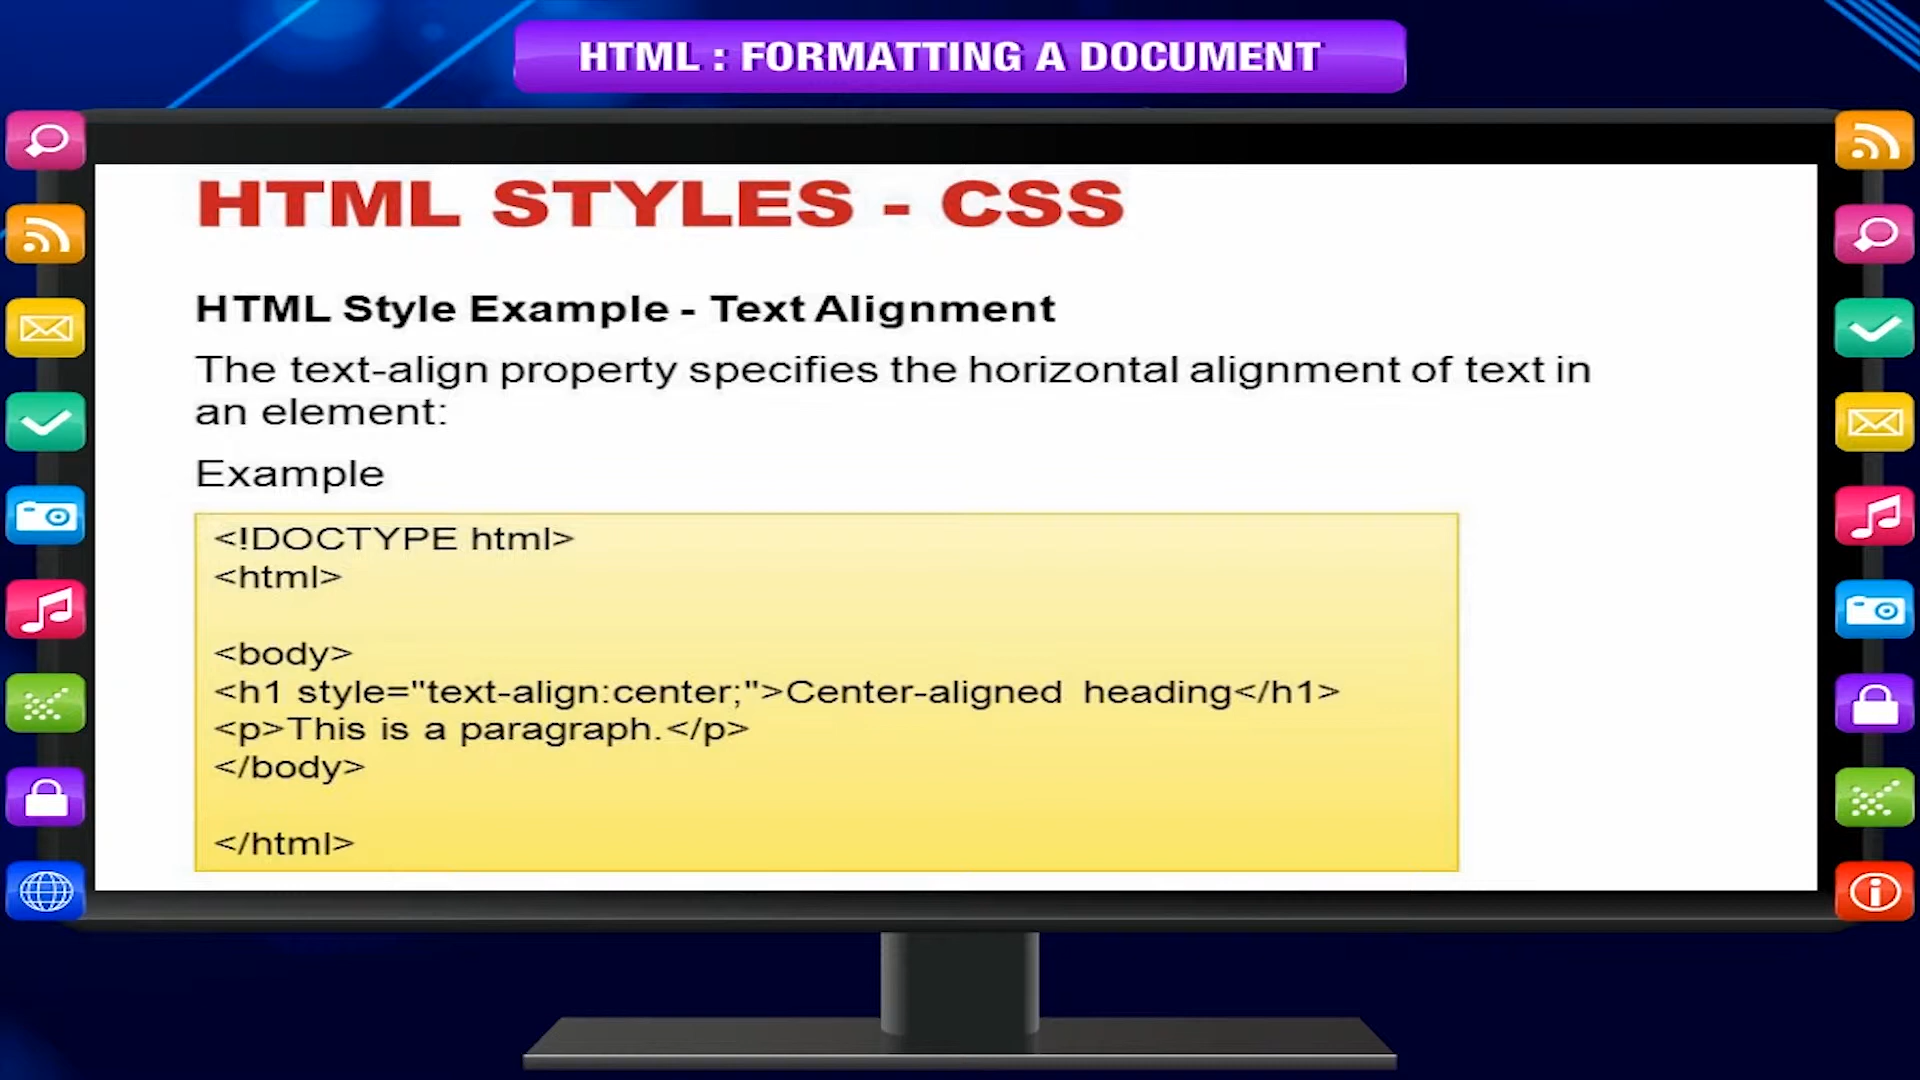 HTML : FORMATTING A DOCUMENT
HTML STYLES - CSS
HTML Style Example - Text Alignment
The text-align property specifies the horizontal alignment of text in
an element:
Example
<!DOCTYPE html>
<html>
<body>
<h1 style="text-align:center;">Center-aligned heading</h1>
<p>This is a paragraph.</p>
</body>
</html>